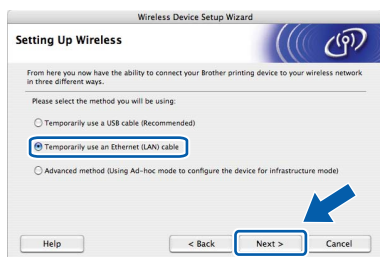 Wireless Device Setup Wizard
Setting Up Wireless
From here you now have the ability to connect your Brother printing device to your wireless network
in three different ways.
Please select the method you will be using:
Temporarily use a USB cable (Recommended)
Temporarily use an Ethernet (LAN) cable
Advanced method (Using Ad-hoc mode to configure the device for infrastructure mode)
Help < Back Next > Cancel